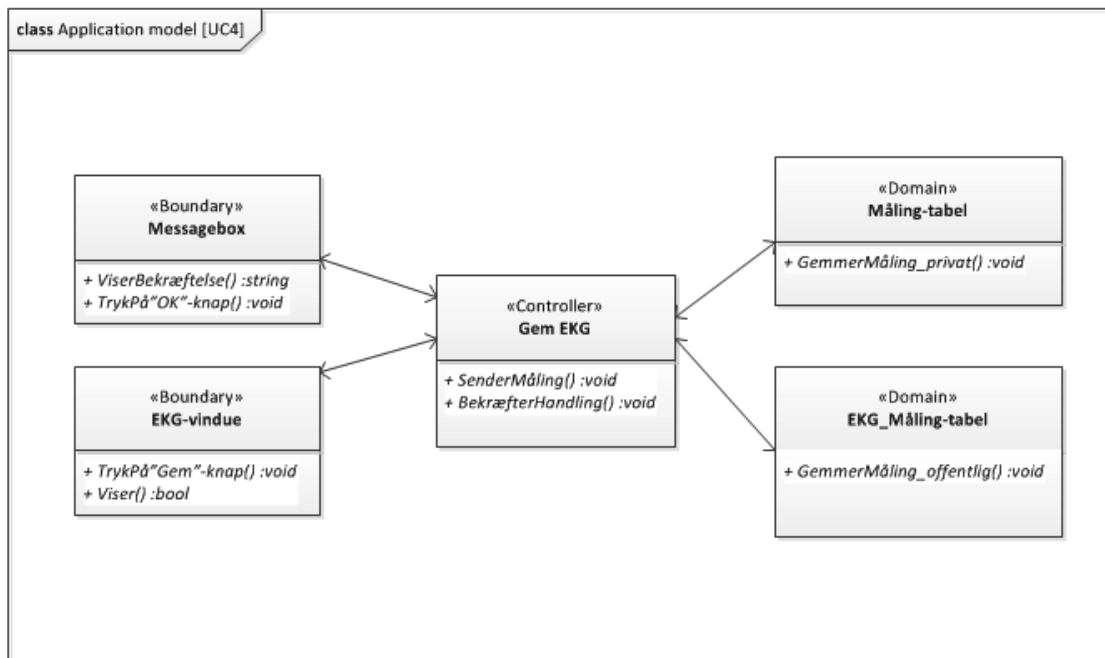 class Application model [UC4]
«Boundary»
Messagebox
+ ViserBekræftelse() :string
+ TrykPå"OK"-knap() :void
«Boundary»
EKG-vindue
+ TrykPå"Gem"-knap() :void
+ Viser() :bool
«Controller»
Gem EKG
+ SenderMåling() :void
+ BekræfterHandling() :void
«Domain»
Måling-tabel
+ GemmerMåling_privat() :void
«Domain»
EKG_Måling-tabel
+ GemmerMåling_offentlig() :void